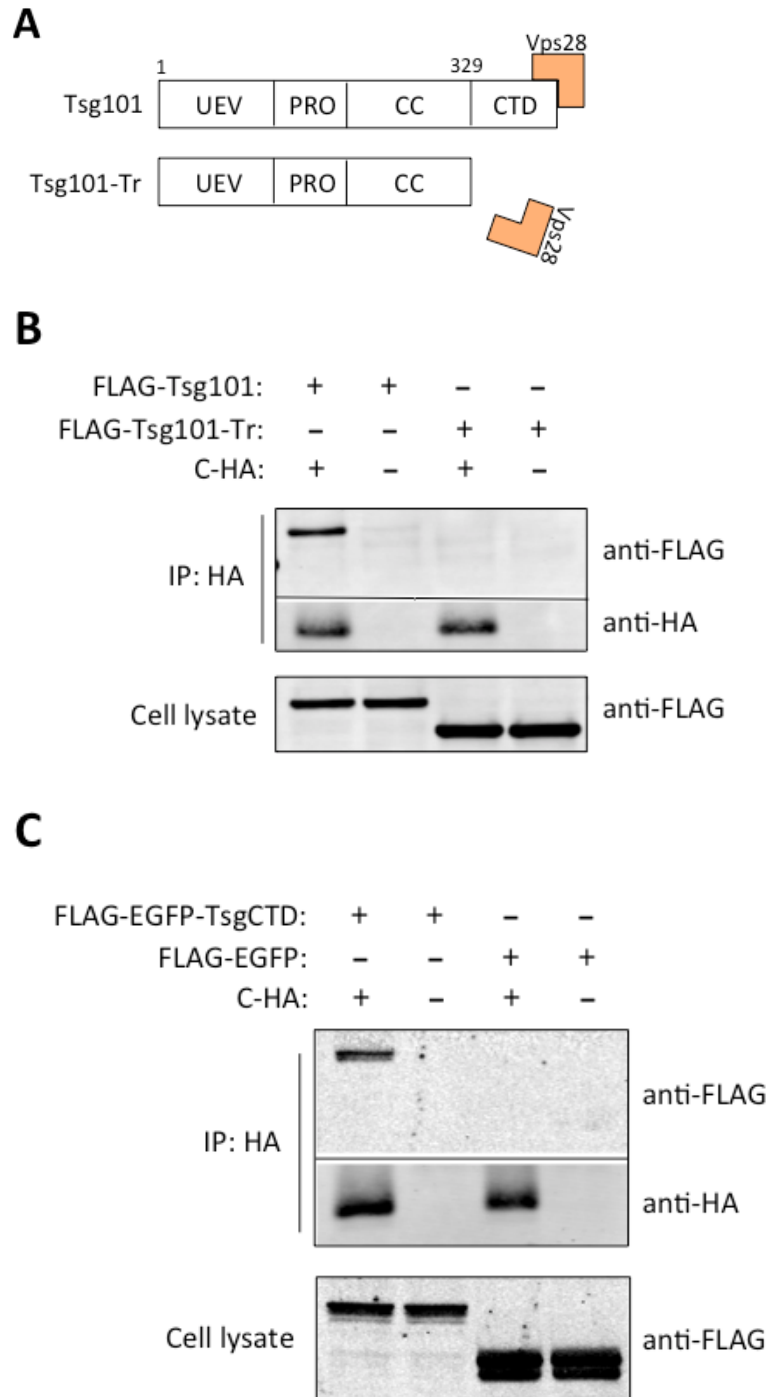 A
Vps28
1 329
Tsg101 UEV PRO CC CTD
Tsg101-Tr UEV PRO CC
Vps28
B
FLAG-Tsg101: + + – –
FLAG-Tsg101-Tr: – – + +
C-HA: + – + –
IP: HA
anti-FLAG
anti-HA
Cell lysate anti-FLAG
C
FLAG-EGFP-TsgCTD: + + – –
FLAG-EGFP: – – + +
C-HA: + – + –
IP: HA
anti-FLAG
anti-HA
Cell lysate anti-FLAG